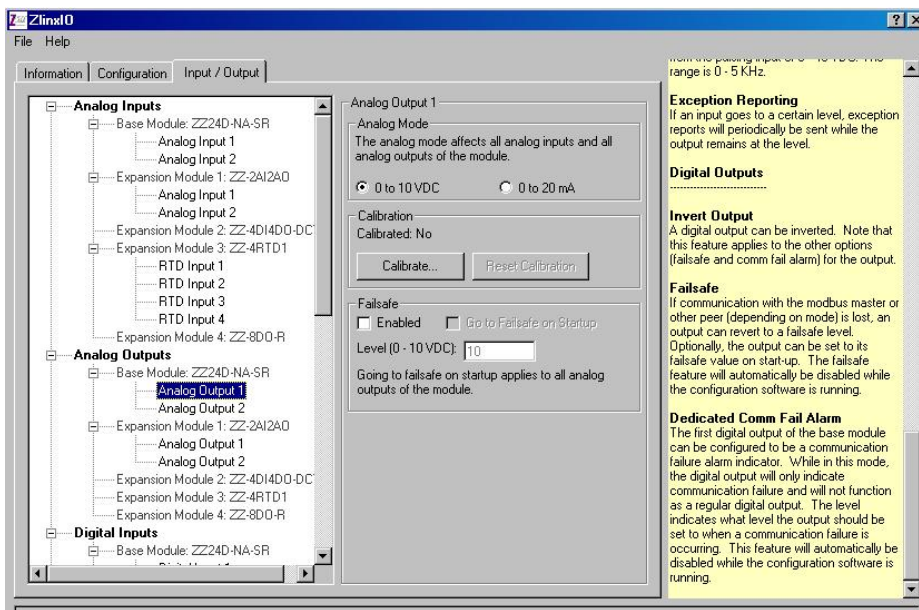 ZlinxIO
File Help
Information Configuration Input / Output
Analog Inputs
Base Module: ZZ24D-NA-SR
Analog Input 1
Analog Input 2
Expansion Module 1: ZZ-2AI2AO
Analog Input 1
Analog Input 2
Expansion Module 2: ZZ-4DI4DO-DC
Expansion Module 3: ZZ-4RTD1
RTD Input 1
RTD Input 2
RTD Input 3
RTD Input 4
Expansion Module 4: ZZ-8DO-R
Analog Outputs
Base Module: ZZ24D-NA-SR
Analog Output 1
Analog Output 2
Expansion Module 1: ZZ-2AI2AO
Analog Output 1
Analog Output 2
Expansion Module 2: ZZ-4DI4DO-DC
Expansion Module 3: ZZ-4RTD1
Expansion Module 4: ZZ-8DO-R
Digital Inputs
Base Module: ZZ24D-NA-SR
Analog Output 1
Analog Mode
The analog mode affects all analog inputs and all
analog outputs of the module.
0 to 10 VDC 0 to 20 mA
Calibration
Calibrated: No
Calibrate... Reset Calibration
Failsafe
Enabled Go to Failsafe on Startup
Level (0 - 10 VDC): 10
Going to failsafe on startup applies to all analog
outputs of the module.
range is 0 - 5 KHz.
Exception Reporting
If an input goes to a certain level, exception
reports will periodically be sent while the
output remains at the level.
Digital Outputs
---------------------------
Invert Output
A digital output can be inverted. Note that
this feature applies to the other options
(failsafe and comm fail alarm) for the output.
Failsafe
If communication with the modbus master or
other peer (depending on mode) is lost, an
output can revert to a failsafe level.
Optionally, the output can be set to its
failsafe value on start-up. The failsafe
feature will automatically be disabled while
the configuration software is running.
Dedicated Comm Fail Alarm
The first digital output of the base module
can be configured to be a communication
failure alarm indicator. While in this mode,
the digital output will only indicate
communication failure and will not function
as a regular digital output. The level
indicates what level the output should be
set to when a communication failure is
occurring. This feature will automatically be
disabled while the configuration software is
running.